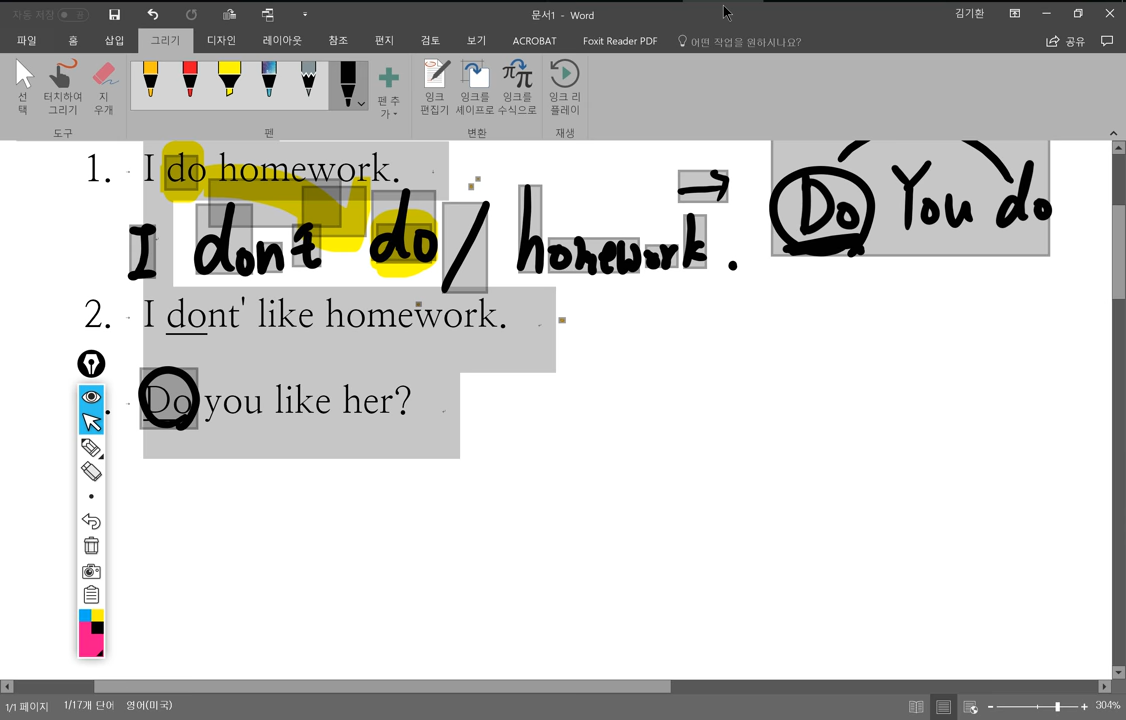 자동 저장
문서1 - Word
김기환
파일 홈 삽입 그리기 디자인 레이아웃 참조 편지 검토 보기 ACROBAT Foxit Reader PDF 어떤 작업을 원하시나요? 공유
선택
터치하여 그리기
지우개
펜 추가
잉크 편집기
잉크를 셰이프로
잉크를 수식으로
잉크 리플레이
도구 펜 변환 재생
1. I do homework.
→ Do You do
I don't do / homework.
2. I dont' like homework.
. Do you like her?
1/1 페이지 1/17개 단어 영어(미국) 304%